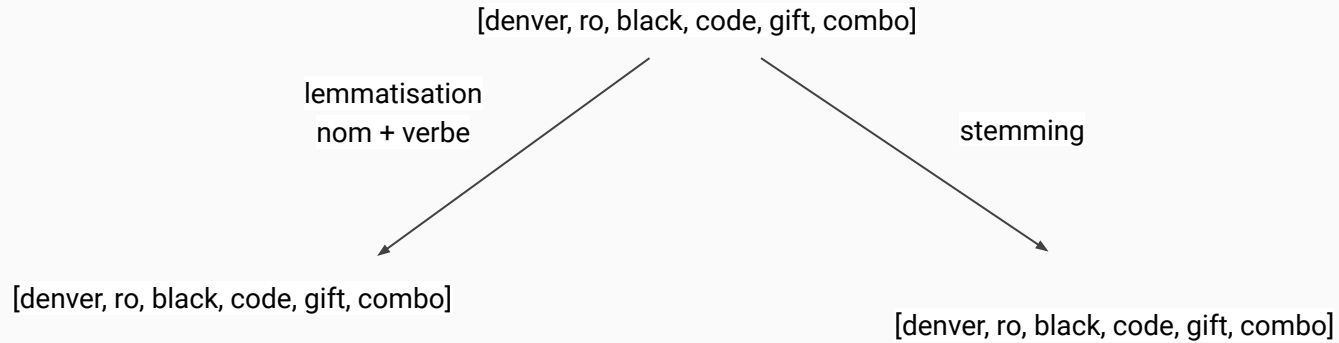 [denver, ro, black, code, gift, combo]
lemmatisation
nom + verbe
stemming
[denver, ro, black, code, gift, combo]
[denver, ro, black, code, gift, combo]